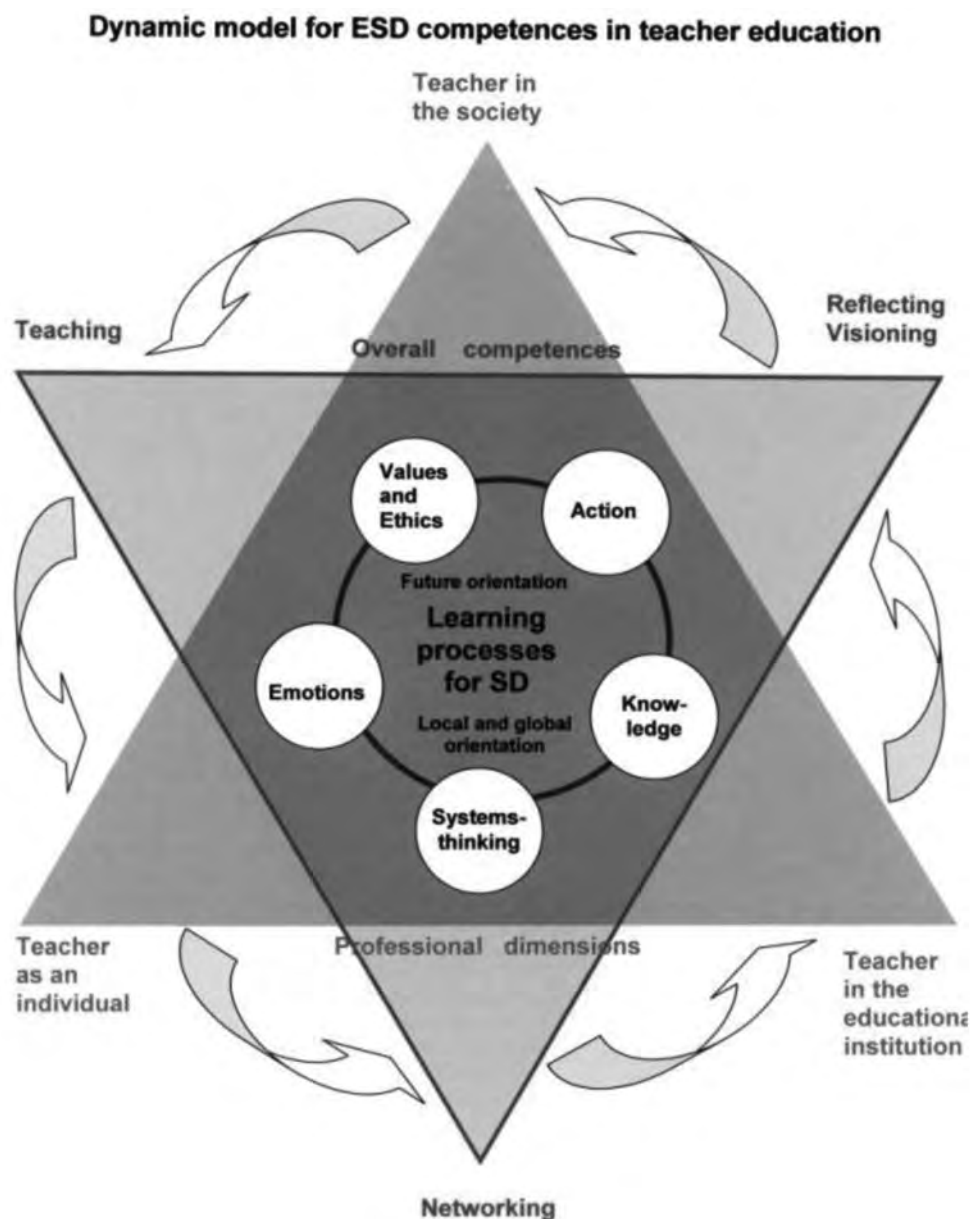 Dynamic model for ESD competences in teacher education
Teacher in
the society
Teaching
Reflecting
Visioning
Overall competences
Values
and
Ethics
Action
Future orientation
Learning
processes
for SD
Emotions
Know-
ledge
Local and global
orientation
Systems-
thinking
Teacher
as an
individual
Professional dimensions
Teacher
in the
educationa
institution
Networking